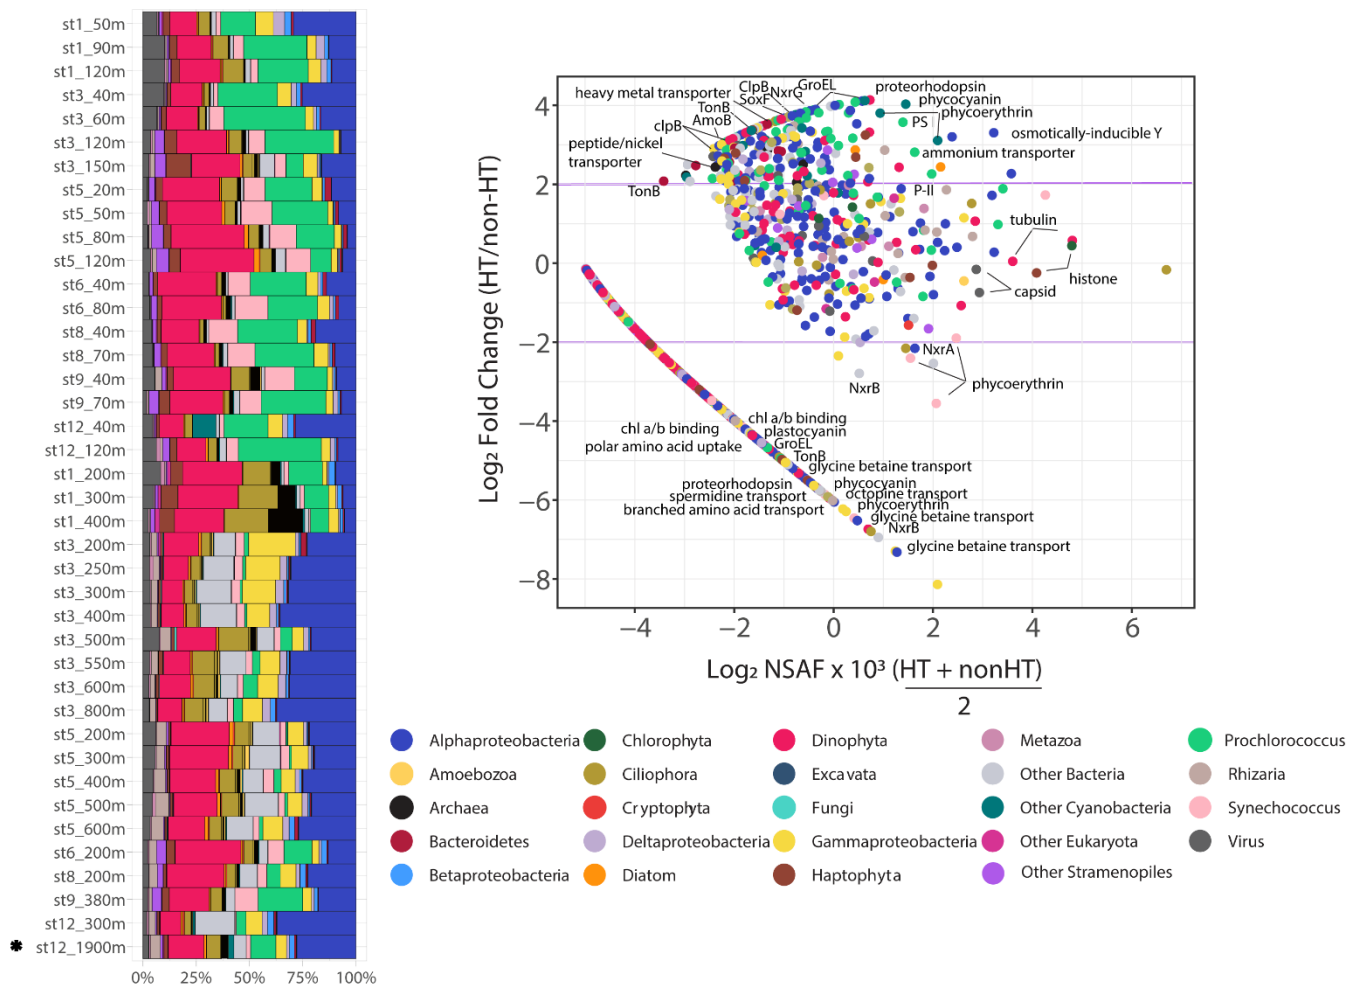 st1_50m
st1_90m
st1_120m
st3_40m
st3_60m
st3_120m
st3_150m
st5_20m
st5_50m
st5_80m
st5_120m
st6_40m
st6_80m
st8_40m
st8_70m
st9_40m
st9_70m
st12_40m
st12_120m
st1_200m
st1_300m
st1_400m
st3_200m
st3_250m
st3_300m
st3_400m
st3_500m
st3_550m
st3_600m
st3_800m
st5_200m
st5_300m
st5_400m
st5_500m
st5_600m
st6_200m
st8_200m
st9_380m
st12_300m
* st12_1900m
0% 25% 50% 75% 100%
Log₂ Fold Change (HT/non-HT)
4
2
0
−2
−4
−6
−8
−4 −2 0 2 4 6
Log₂ NSAF x 10³ (HT + nonHT)
2
heavy metal transporter
ClpB
NxrG
GroEL
SoxF
TonB
AmoB
clpB
peptide/nickel
transporter
TonB
proteorhodopsin
phycocyanin
phycoerythrin
PS
osmotically-inducible Y
ammonium transporter
P-II
tubulin
histone
capsid
NxrA
phycoerythrin
NxrB
chl a/b binding
chl a/b binding
plastocyanin
polar amino acid uptake
GroEL
TonB
glycine betaine transport
proteorhodopsin
phycocyanin
spermidine transport
octopine transport
branched amino acid transport
phycoerythrin
glycine betaine transport
NxrB
glycine betaine transport
Alphaproteobacteria
Chlorophyta
Dinophyta
Metazoa
Prochlorococcus
Amoebozoa
Ciliophora
Excavata
Other Bacteria
Rhizaria
Archaea
Cryptophyta
Fungi
Other Cyanobacteria
Synechococcus
Bacteroidetes
Deltaproteobacteria
Gammaproteobacteria
Other Eukaryota
Virus
Betaproteobacteria
Diatom
Haptophyta
Other Stramenopiles